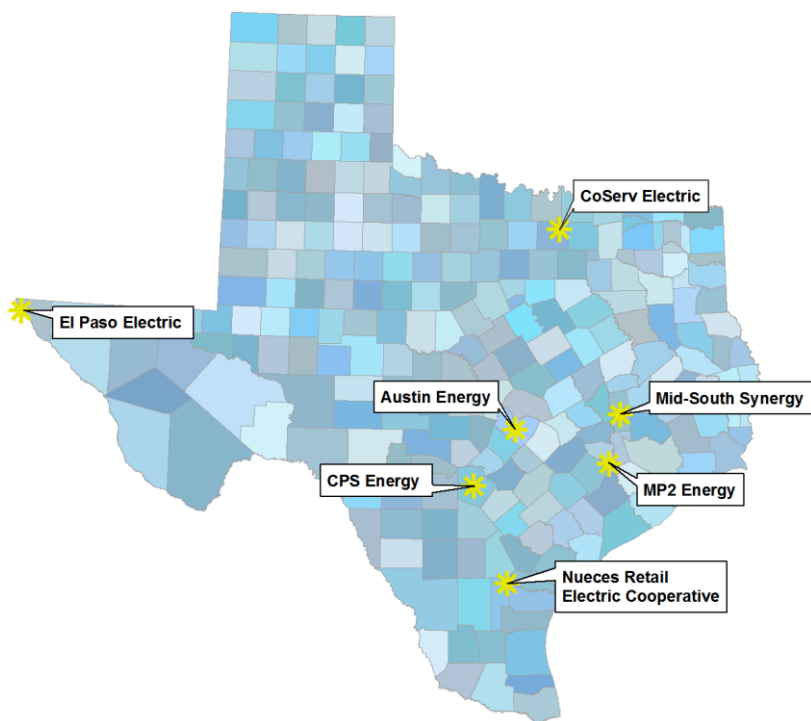 CoServ Electric
El Paso Electric
Austin Energy
Mid-South Synergy
CPS Energy
MP2 Energy
Nueces Retail
Electric Cooperative